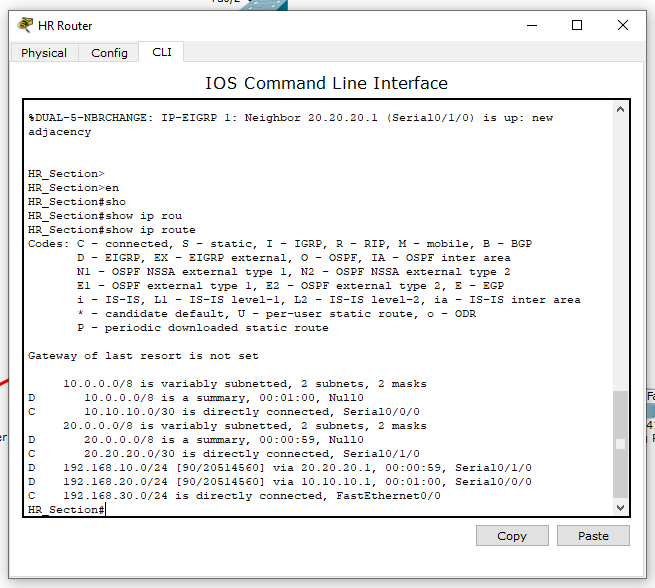 Fa0/2
HR Router
Physical Config CLI
IOS Command Line Interface
%DUAL-5-NBRCHANGE: IP-EIGRP 1: Neighbor 20.20.20.1 (Serial0/1/0) is up: new
adjacency
HR_Section>
HR_Section>en
HR_Section#sho
HR_Section#show ip rou
HR_Section#show ip route
Codes: C - connected, S - static, I - IGRP, R - RIP, M - mobile, B - BGP
D - EIGRP, EX - EIGRP external, O - OSPF, IA - OSPF inter area
N1 - OSPF NSSA external type 1, N2 - OSPF NSSA external type 2
E1 - OSPF external type 1, E2 - OSPF external type 2, E - EGP
i - IS-IS, L1 - IS-IS level-1, L2 - IS-IS level-2, ia - IS-IS inter area
* - candidate default, U - per-user static route, o - ODR
P - periodic downloaded static route
Gateway of last resort is not set
10.0.0.0/8 is variably subnetted, 2 subnets, 2 masks
D 10.0.0.0/8 is a summary, 00:01:00, Null0
C 10.10.10.0/30 is directly connected, Serial0/0/0
20.0.0.0/8 is variably subnetted, 2 subnets, 2 masks
D 20.0.0.0/8 is a summary, 00:00:59, Null0
C 20.20.20.0/30 is directly connected, Serial0/1/0
D 192.168.10.0/24 [90/20514560] via 20.20.20.1, 00:00:59, Serial0/1/0
D 192.168.20.0/24 [90/20514560] via 10.10.10.1, 00:01:00, Serial0/0/0
C 192.168.30.0/24 is directly connected, FastEthernet0/0
HR_Section#
Copy Paste